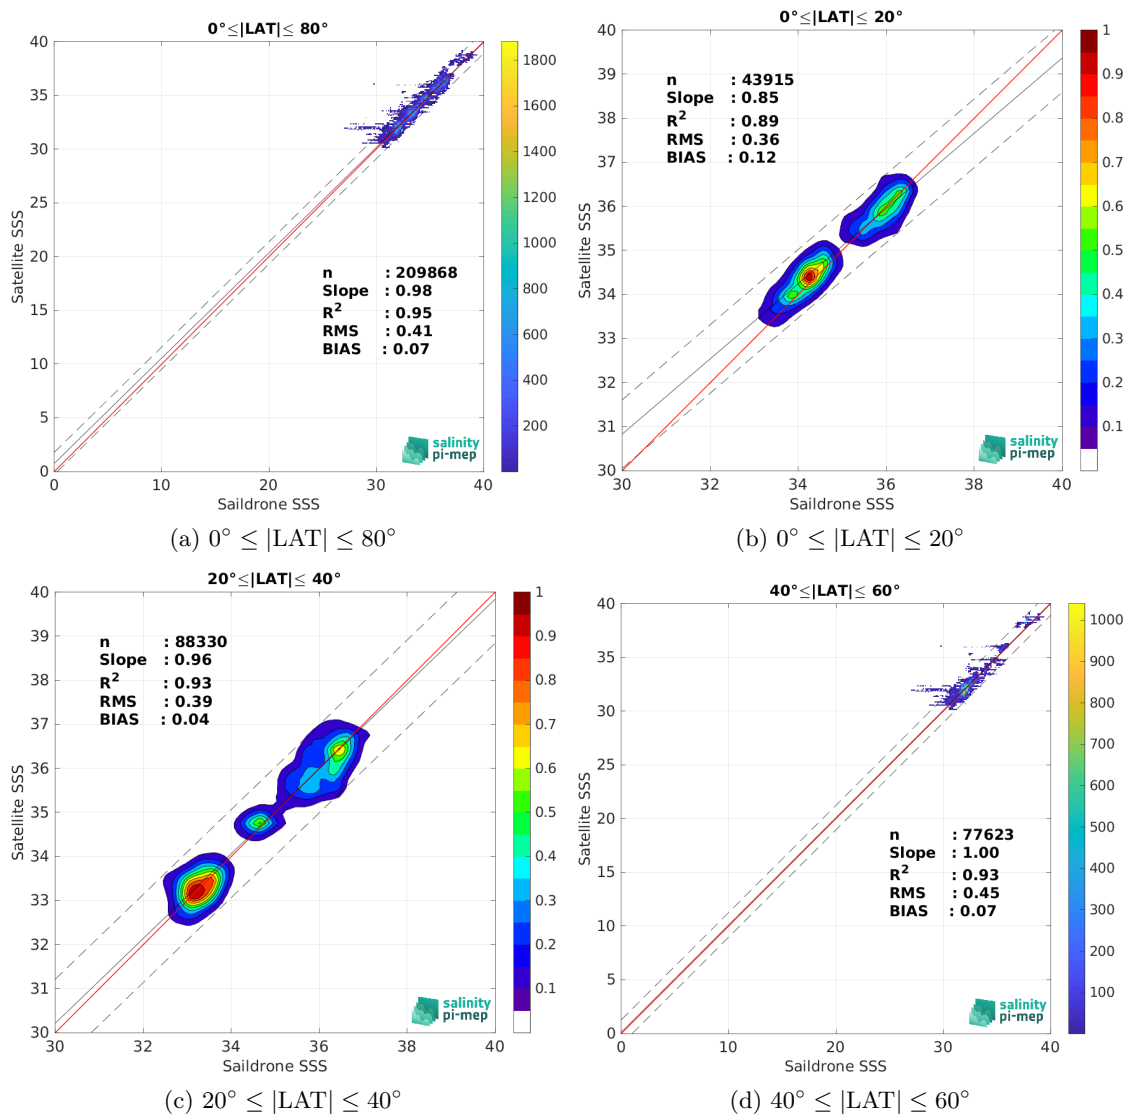 0°≤|LAT|≤ 80°
40
35
30
25
20
15
10
5
0
Satellite SSS
n : 209868
Slope : 0.98
R² : 0.95
RMS : 0.41
BIAS : 0.07
salinity
pi-mep
0 10 20 30 40
Saildrone SSS
1800
1600
1400
1200
1000
800
600
400
200
(a) 0° ≤ |LAT| ≤ 80°
0°≤|LAT|≤ 20°
40
39
38
37
36
35
34
33
32
31
30
Satellite SSS
n : 43915
Slope : 0.85
R² : 0.89
RMS : 0.36
BIAS : 0.12
salinity
pi-mep
30 32 34 36 38 40
Saildrone SSS
1
0.9
0.8
0.7
0.6
0.5
0.4
0.3
0.2
0.1
(b) 0° ≤ |LAT| ≤ 20°
20°≤|LAT|≤ 40°
40
39
38
37
36
35
34
33
32
31
30
Satellite SSS
n : 88330
Slope : 0.96
R² : 0.93
RMS : 0.39
BIAS : 0.04
salinity
pi-mep
30 32 34 36 38 40
Saildrone SSS
1
0.9
0.8
0.7
0.6
0.5
0.4
0.3
0.2
0.1
(c) 20° ≤ |LAT| ≤ 40°
40°≤|LAT|≤ 60°
40
35
30
25
20
15
10
5
0
Satellite SSS
n : 77623
Slope : 1.00
R² : 0.93
RMS : 0.45
BIAS : 0.07
salinity
pi-mep
0 10 20 30 40
Saildrone SSS
1000
900
800
700
600
500
400
300
200
100
(d) 40° ≤ |LAT| ≤ 60°